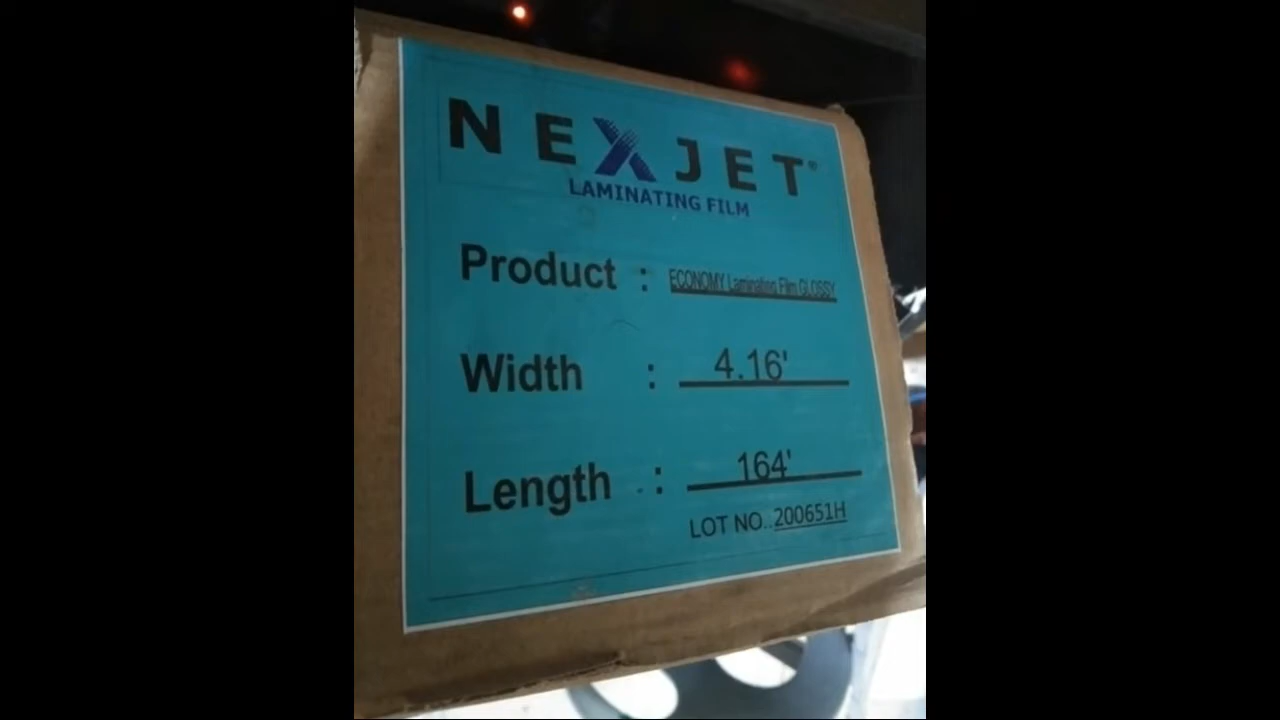 NEXJET®
LAMINATING FILM
Product : ECONOMY Lamination Film GLOSSY
Width : 4.16'
Length : 164'
LOT NO.:200651H